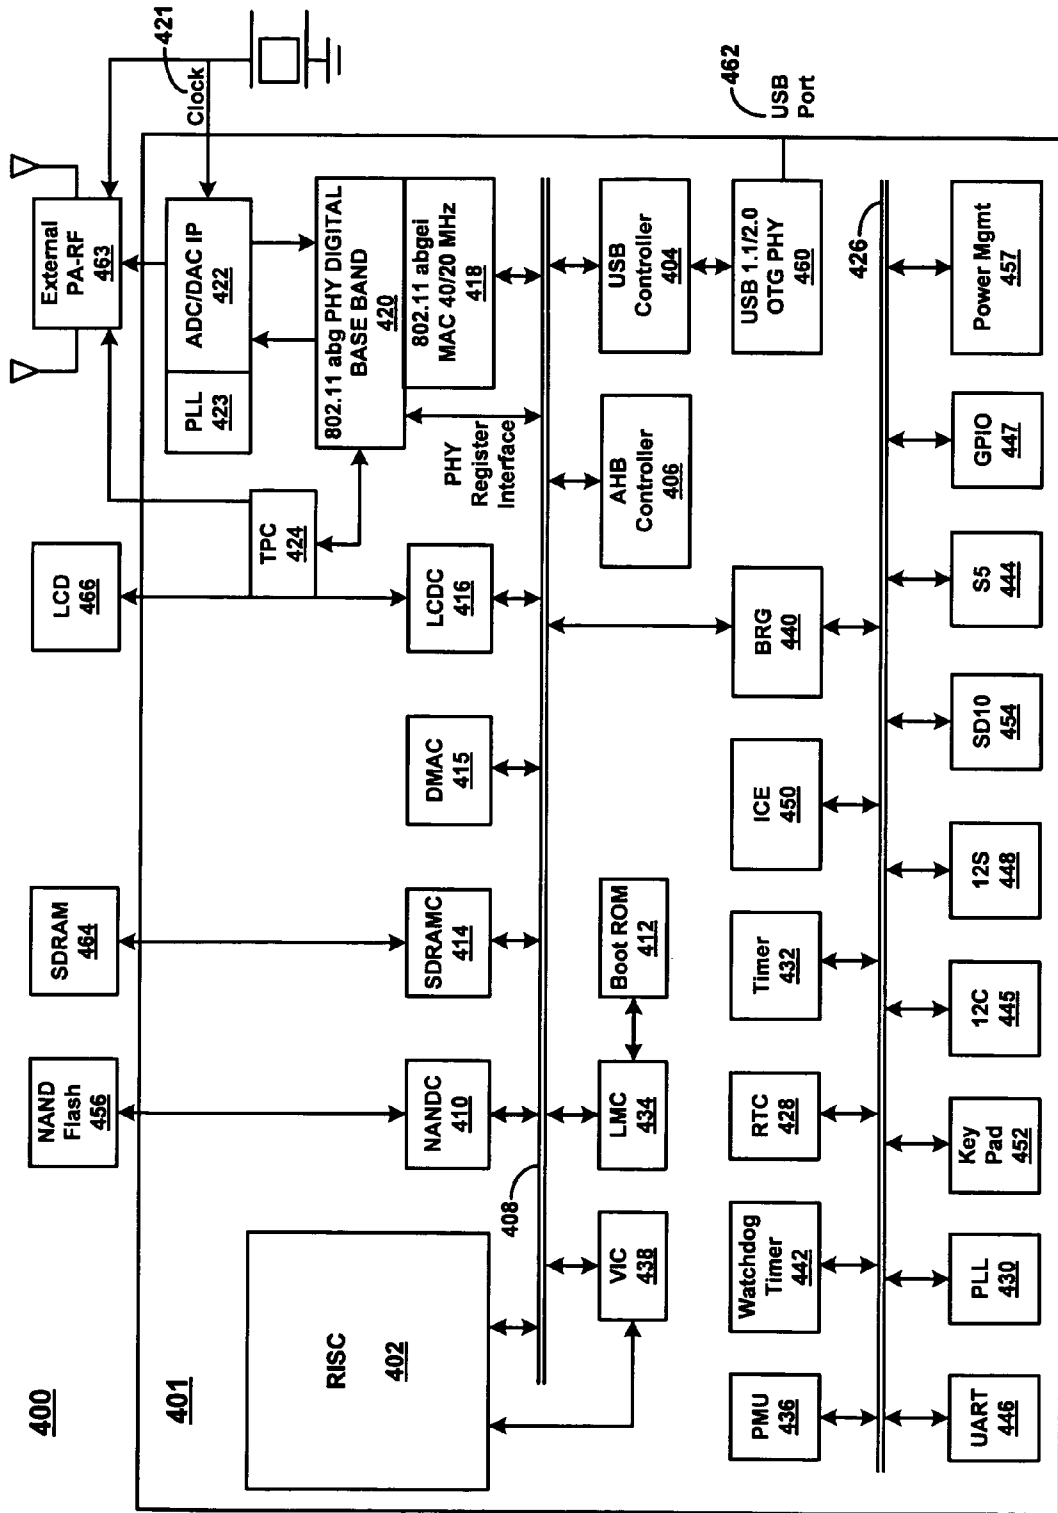 400
401
NAND
Flash
456
SDRAM
464
LCD
466
External
PA-RF
463
Clock
421
RISC
402
NANDC
410
SDRAMC
414
DMAC
415
LCDC
416
TPC
424
PLL
423
ADC/DAC IP
422
802.11 abg PHY DIGITAL
BASE BAND
420
802.11 abgei
MAC 40/20 MHz
418
PHY
Register
Interface
408
VIC
438
LMC
434
Boot ROM
412
AHB
Controller
406
USB
Controller
404
462
USB
Port
PMU
436
Watchdog
Timer
442
RTC
428
Timer
432
ICE
450
BRG
440
USB 1.1/2.0
OTG PHY
460
426
UART
446
PLL
430
Key
Pad
452
12C
445
12S
448
SD10
454
S5
444
GPIO
447
Power Mgmt
457